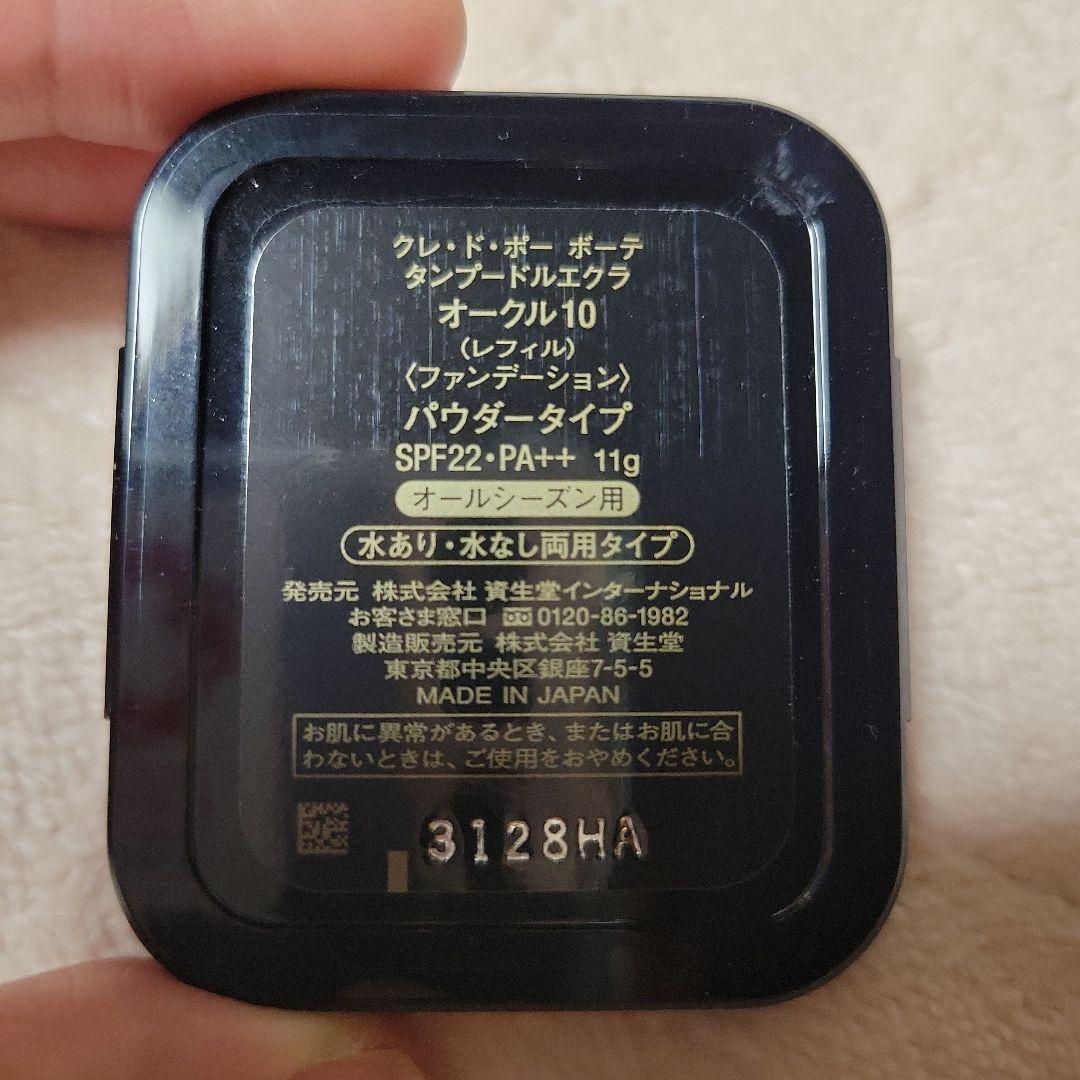 クレ・ド・ポー ボーテ
タンプードルエクラ
オークル10
(レフィル)
〈ファンデーション〉
パウダータイプ
SPF22・PA++ 11g
オールシーズン用
水あり・水なし両用タイプ
発売元 株式会社 資生堂インターナショナル
お客さま窓口 0120-86-1982
製造販売元 株式会社 資生堂
東京都中央区銀座7-5-5
MADE IN JAPAN
お肌に異常があるとき、またはお肌に合
わないときは、ご使用をおやめください。
3128HA